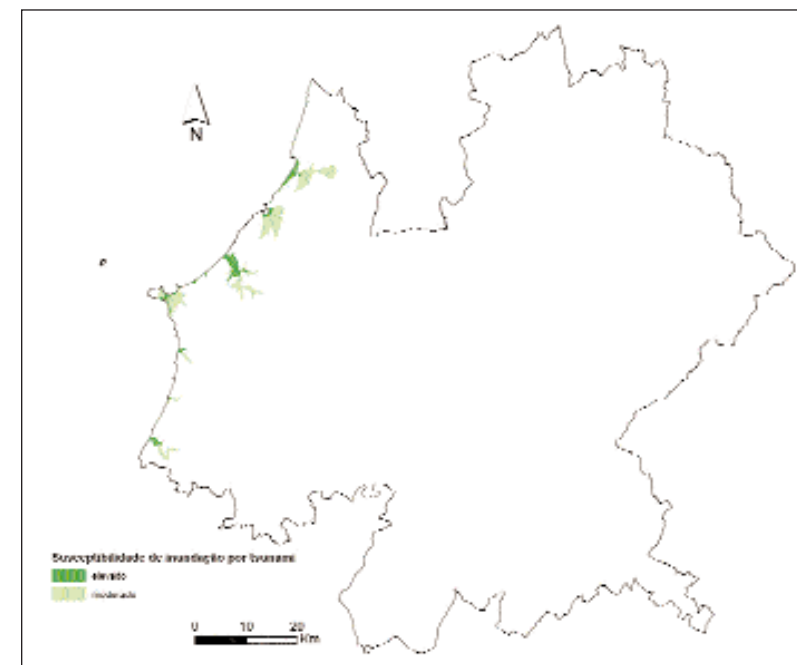 N
Susceptibilidade de inundação por tsunami
elevado
moderado
0 10 20
Km